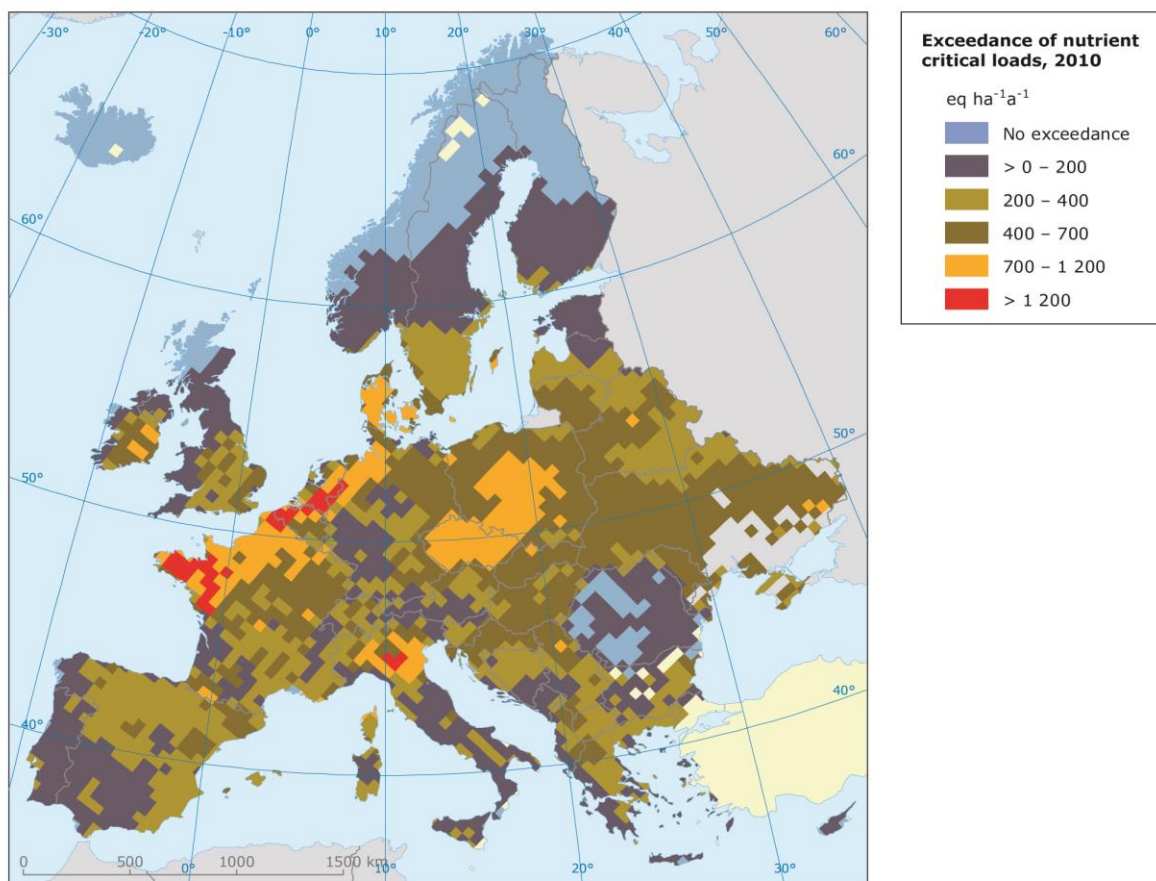 -30°
-20°
-10°
0°
10°
20°
30°
40°
50°
60°
60°
60°
50°
50°
40°
40°
0
500
1000
1500 km
0°
10°
20°
30°
Exceedance of nutrient
critical loads, 2010
eq ha⁻¹a⁻¹
No exceedance
> 0 – 200
200 – 400
400 – 700
700 – 1 200
> 1 200